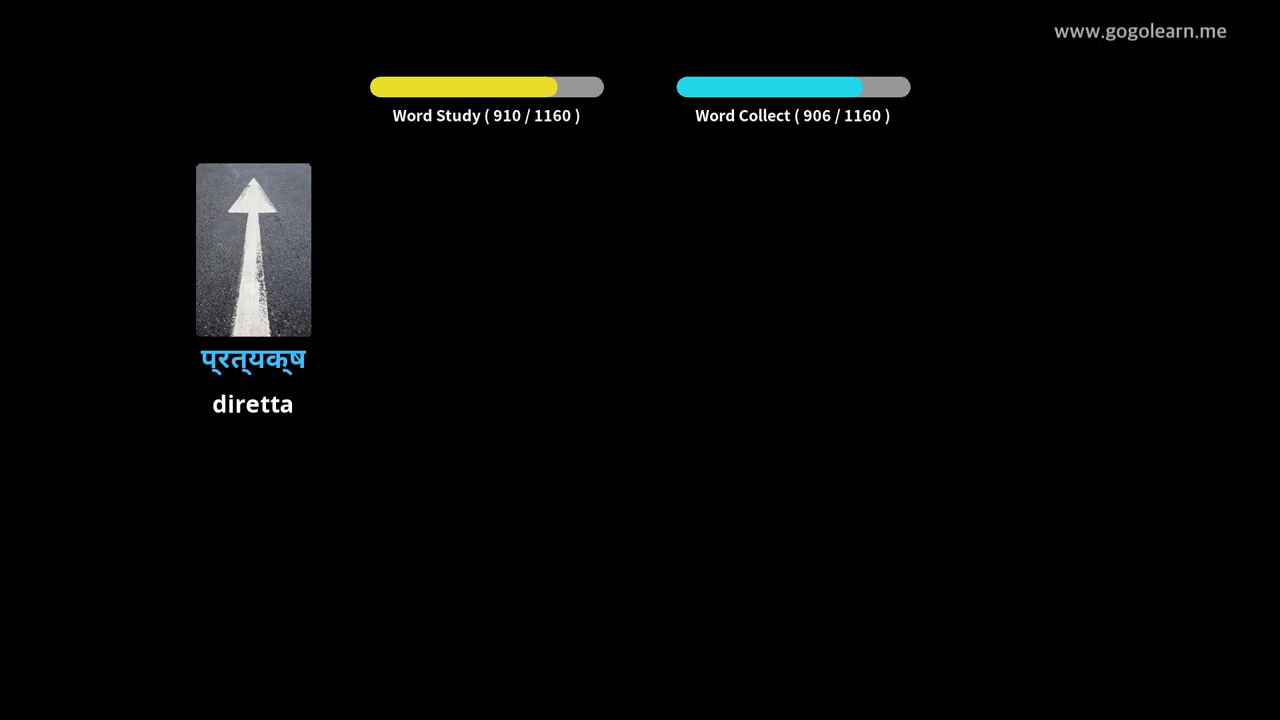 www.gogolearn.me
Word Study ( 910 / 1160 )
Word Collect ( 906 / 1160 )
प्रत्यक्ष
diretta